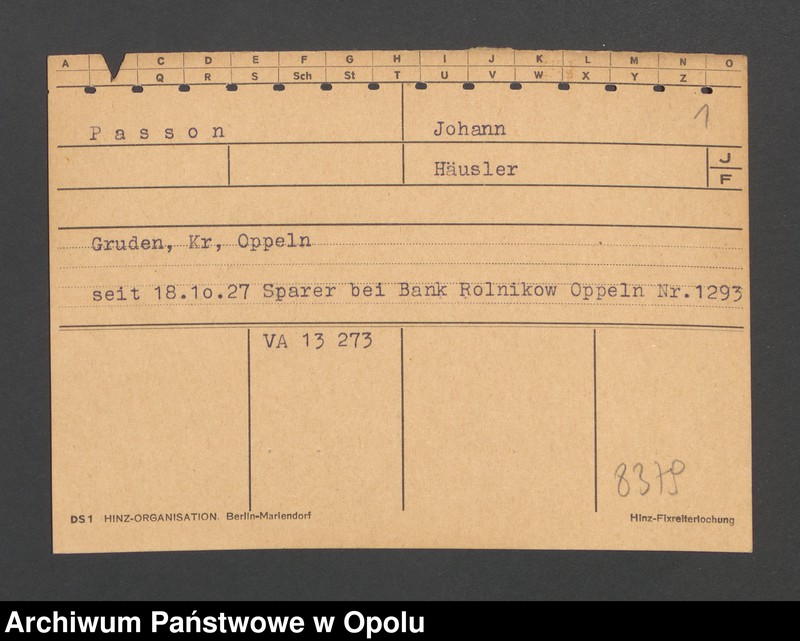 A C D E F G H I J K L M N O
Q R S Sch St T U V W X Y Z
1
Passon Johann
Häusler J
F
Gruden, Kr, Oppeln
seit 18.1o.27 Sparer bei Bank Rolnikow Oppeln Nr.1293
VA 13 273
8379
DS1 HINZ-ORGANISATION. Berlin-Mariendorf Hinz-Fixreiterlochung
Archiwum Państwowe w Opolu